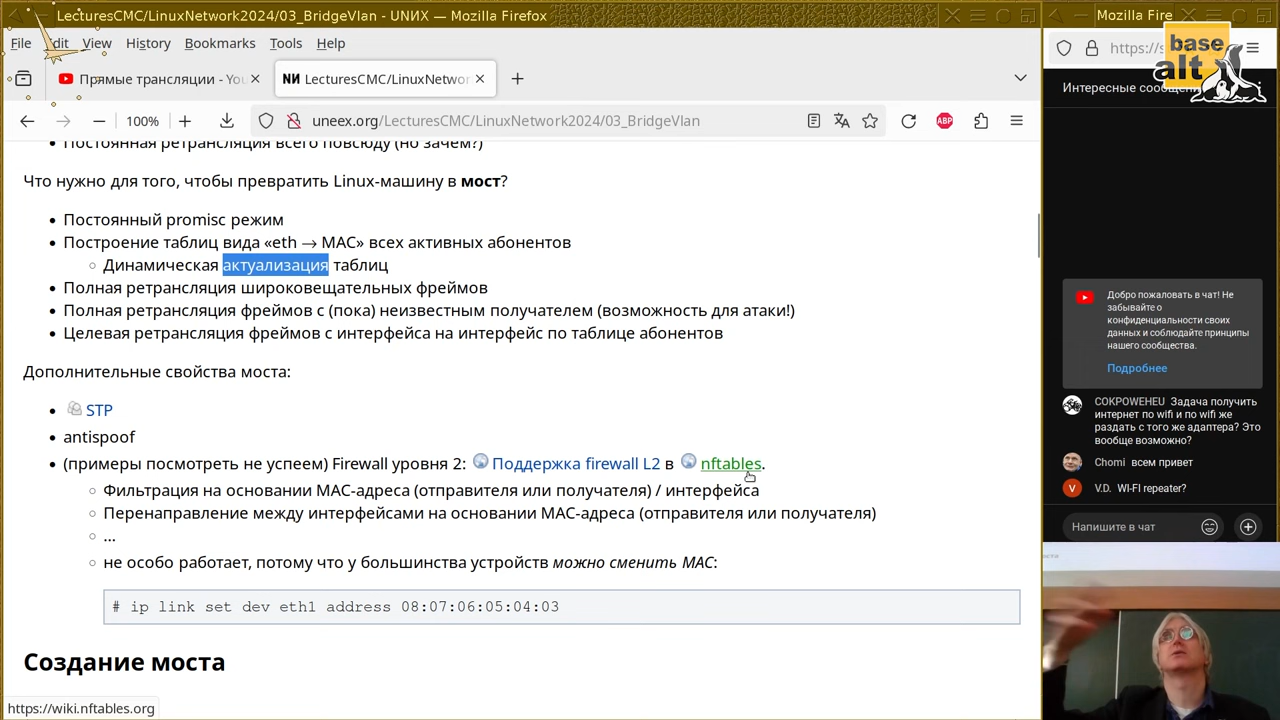 LecturesCMC/LinuxNetwork2024/03_BridgeVlan - UNИX — Mozilla Firefox
File Edit View History Bookmarks Tools Help
Прямые трансляции - You
NИ LecturesCMC/LinuxNetwor
100%
uneex.org/LecturesCMC/LinuxNetwork2024/03_BridgeVlan
ABP
Постоянная ретрансляция всего повсюду (но зачем?)
Что нужно для того, чтобы превратить Linux-машину в мост?
Постоянный promisc режим
Построение таблиц вида «eth → MAC» всех активных абонентов
Динамическая актуализация таблиц
Полная ретрансляция широковещательных фреймов
Полная ретрансляция фреймов с (пока) неизвестным получателем (возможность для атаки!)
Целевая ретрансляция фреймов с интерфейса на интерфейс по таблице абонентов
Дополнительные свойства моста:
STP
antispoof
(примеры посмотреть не успеем) Firewall уровня 2: Поддержка firewall L2 в nftables.
Фильтрация на основании MAC-адреса (отправителя или получателя) / интерфейса
Перенаправление между интерфейсами на основании MAC-адреса (отправителя или получателя)
...
не особо работает, потому что у большинства устройств можно сменить MAC:
# ip link set dev eth1 address 08:07:06:05:04:03
Создание моста
https://wiki.nftables.org
Mozilla Fire
https://s
base
alt
Интересные сообщени
Добро пожаловать в чат! Не
забывайте о
конфиденциальности своих
данных и соблюдайте принципы
нашего сообщества.
Подробнее
COKPOWEHEU Задача получить
интернет по wifi и по wifi же
раздать с того же адаптера? Это
вообще возможно?
Chomi всем привет
V V.D. WI-FI repeater?
Напишите в чат